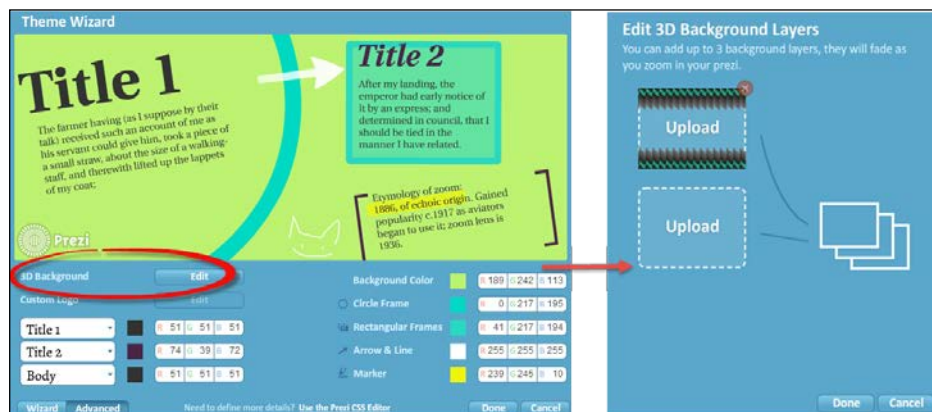 Theme Wizard
Title 1
The farmer having (as I suppose by their
talk) received such an account of me as
his servant could give him, took a piece of
a small straw, about the size of a walking-
staff, and therewith lifted up the lappets
of my coat;
Title 2
After my landing, the
emperor had early notice of
it by an express; and
determined in council, that I
should be tied in the
manner I have related.
Etymology of zoom:
1886, of echoic origin. Gained
popularity c.1917 as aviators
began to use it; zoom lens is
1936.
Prezi
3D Background Edit
Custom Logo Edit
Title 1 R 51 G 51 B 51
Title 2 R 74 G 39 B 72
Body R 51 G 51 B 51
Background Color R 189 G 242 B 113
Circle Frame R 0 G 217 B 195
Rectangular Frames R 41 G 217 B 194
Arrow & Line R 255 G 255 B 255
Marker R 239 G 245 B 10
Wizard Advanced Need to define more details? Use the Prezi CSS Editor Done Cancel
Edit 3D Background Layers
You can add up to 3 background layers, they will fade as
you zoom in your prezi.
Upload
Upload
Done Cancel